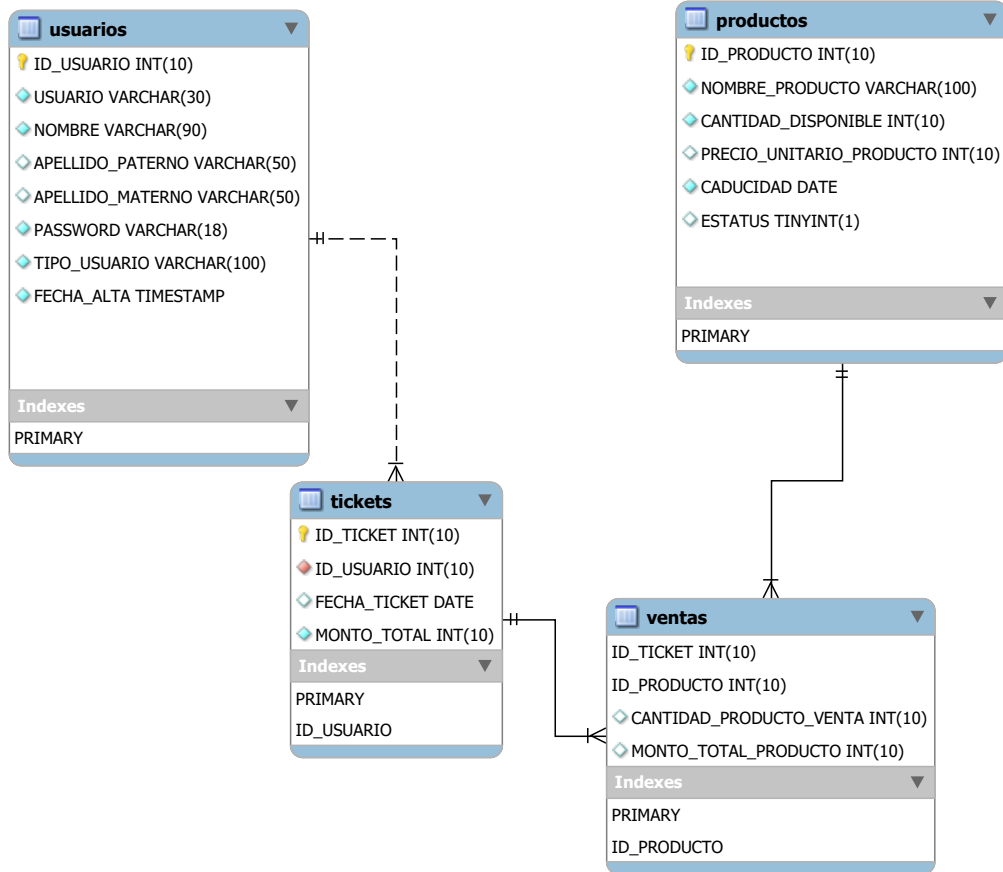 usuarios
ID_USUARIO INT(10)
USUARIO VARCHAR(30)
NOMBRE VARCHAR(90)
APELLIDO_PATERNO VARCHAR(50)
APELLIDO_MATERNO VARCHAR(50)
PASSWORD VARCHAR(18)
TIPO_USUARIO VARCHAR(100)
FECHA_ALTA TIMESTAMP
Indexes
PRIMARY
productos
ID_PRODUCTO INT(10)
NOMBRE_PRODUCTO VARCHAR(100)
CANTIDAD_DISPONIBLE INT(10)
PRECIO_UNITARIO_PRODUCTO INT(10)
CADUCIDAD DATE
ESTATUS TINYINT(1)
Indexes
PRIMARY
tickets
ID_TICKET INT(10)
ID_USUARIO INT(10)
FECHA_TICKET DATE
MONTO_TOTAL INT(10)
Indexes
PRIMARY
ID_USUARIO
ventas
ID_TICKET INT(10)
ID_PRODUCTO INT(10)
CANTIDAD_PRODUCTO_VENTA INT(10)
MONTO_TOTAL_PRODUCTO INT(10)
Indexes
PRIMARY
ID_PRODUCTO